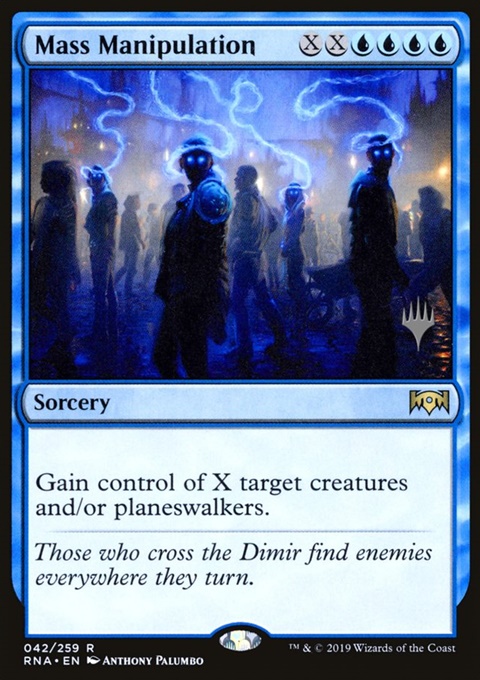 Mass Manipulation XX
Sorcery
Gain control of X target creatures
and/or planeswalkers.
Those who cross the Dimir find enemies
everywhere they turn.
042/259 R
RNA • EN Anthony Palumbo
™ & © 2019 Wizards of the Coast